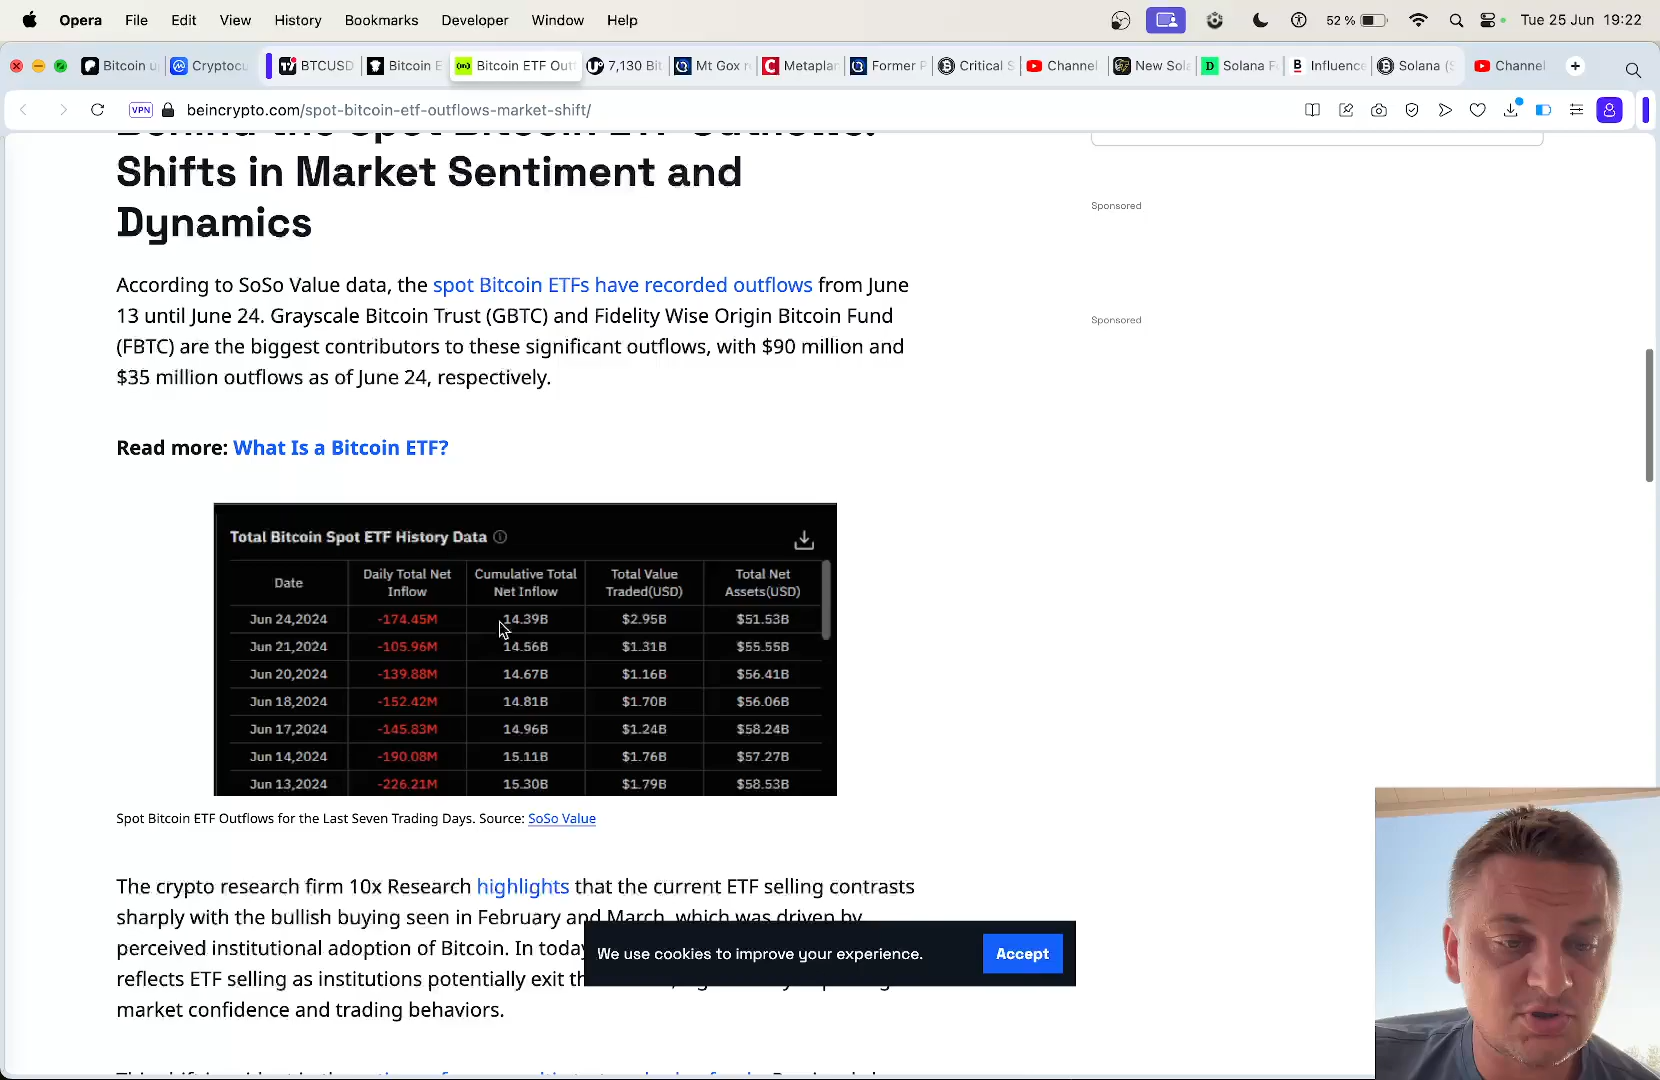 Opera File Edit View History Bookmarks Developer Window Help 52 % Tue 25 Jun 19:22
Bitcoin Cryptocu BTCUSD Bitcoin E Bitcoin ETF Out 7,130 Bit Mt Gox Metaplan Former P Critical S Channel New Sola Solana F Influence Solana (S Channel
VPN beincrypto.com/spot-bitcoin-etf-outflows-market-shift/
Behind the Spot Bitcoin ETF Outflows:
Shifts in Market Sentiment and
Dynamics
Sponsored
According to SoSo Value data, the spot Bitcoin ETFs have recorded outflows from June
13 until June 24. Grayscale Bitcoin Trust (GBTC) and Fidelity Wise Origin Bitcoin Fund
Sponsored
(FBTC) are the biggest contributors to these significant outflows, with $90 million and
$35 million outflows as of June 24, respectively.
Read more: What Is a Bitcoin ETF?
Total Bitcoin Spot ETF History Data
Date Daily Total Net Inflow Cumulative Total Net Inflow Total Value Traded(USD) Total Net Assets(USD)
Jun 24,2024 -174.45M 14.39B $2.95B $51.53B
Jun 21,2024 -105.96M 14.56B $1.31B $55.55B
Jun 20,2024 -139.88M 14.67B $1.16B $56.41B
Jun 18,2024 -152.42M 14.81B $1.70B $56.06B
Jun 17,2024 -145.83M 14.96B $1.24B $58.24B
Jun 14,2024 -190.08M 15.11B $1.76B $57.27B
Jun 13,2024 -226.21M 15.30B $1.79B $58.53B
Spot Bitcoin ETF Outflows for the Last Seven Trading Days. Source: SoSo Value
The crypto research firm 10x Research highlights that the current ETF selling contrasts
sharply with the bullish buying seen in February and March, which was driven by
perceived institutional adoption of Bitcoin. In today
reflects ETF selling as institutions potentially exit th
market confidence and trading behaviors.
We use cookies to improve your experience. Accept